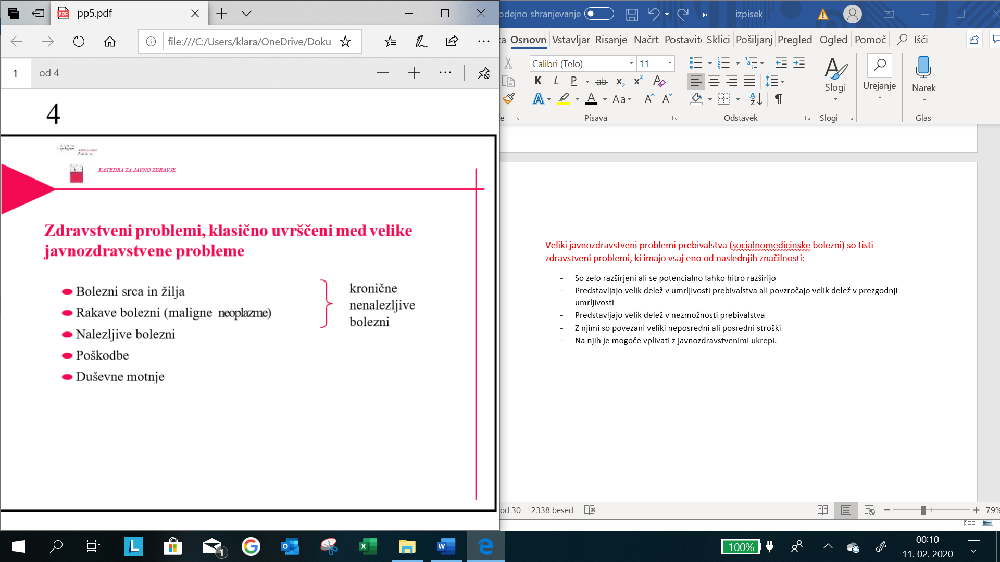 pp5.pdf
file:///C:/Users/klara/OneDrive/Doku
1
od 4
4
KATEDRA ZA JAVNO ZDRAVJE
Zdravstveni problemi, klasično uvrščeni med velike
javnozdravstvene probleme
Bolezni srca in žilja
Rakave bolezni (maligne neoplazme)
Nalezljive bolezni
Poškodbe
Duševne motnje
kronične
nenalezljive
bolezni
odejno shranjevanje
izpisek
ka
Osnovn
Vstavljar
Risanje
Načrt
Postavit
Sklici
Pošiljanj
Pregled
Ogled
Pomoč
Išči
Calibri (Telo)
11
K L P ab x₂ x² A
A A Aa A A
Slogi
Urejanje
Narek
e
Pisava
Odstavek
Slogi
Glas
Veliki javnozdravstveni problemi prebivalstva (socialnomedicinske bolezni) so tisti
zdravstveni problemi, ki imajo vsaj eno od naslednjih značilnosti:
- So zelo razširjeni ali se potencialno lahko hitro razširijo
- Predstavljajo velik delež v umrljivosti prebivalstva ali povzročajo velik delež v prezgodnji
umrljivosti
- Predstavljajo velik delež v nezmožnosti prebivalstva
- Z njimi so povezani veliki neposredni ali posredni stroški
- Na njih je mogoče vplivati z javnozdravstvenimi ukrepi.
od 30
2338 besed
79%
1
100%
00:10
11. 02. 2020